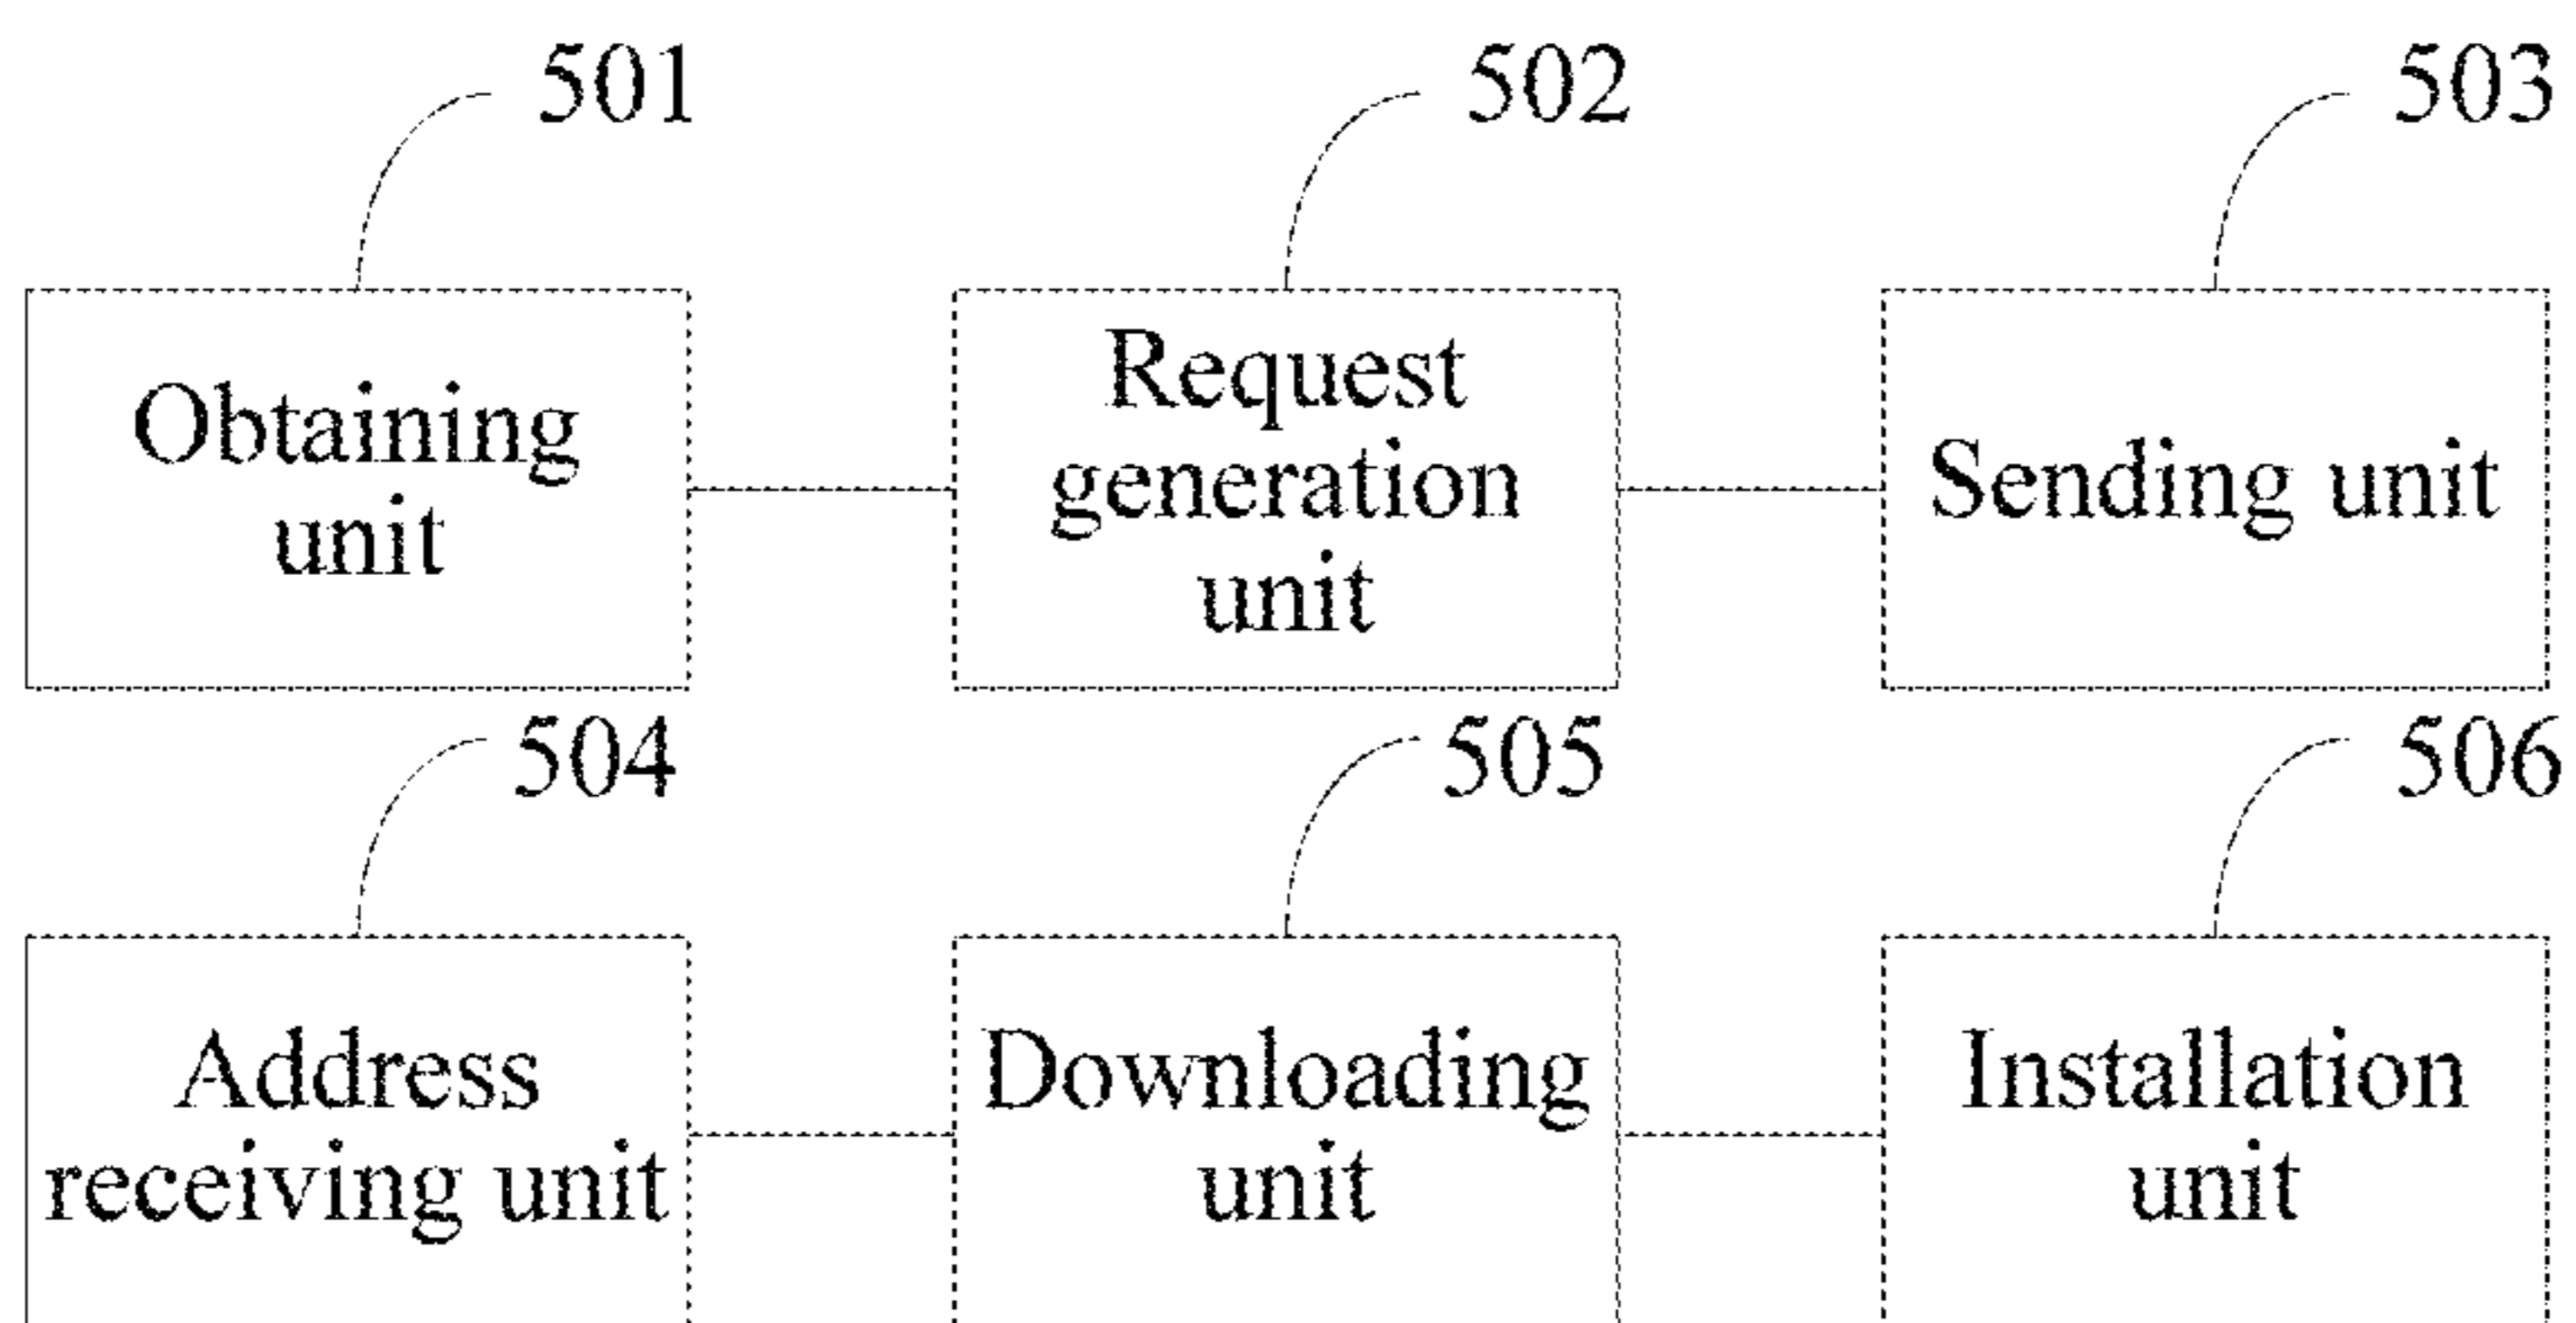 501
502
503
Obtaining
unit
Request
generation
unit
Sending unit
504
505
506
Address
receiving unit
Downloading
unit
Installation
unit